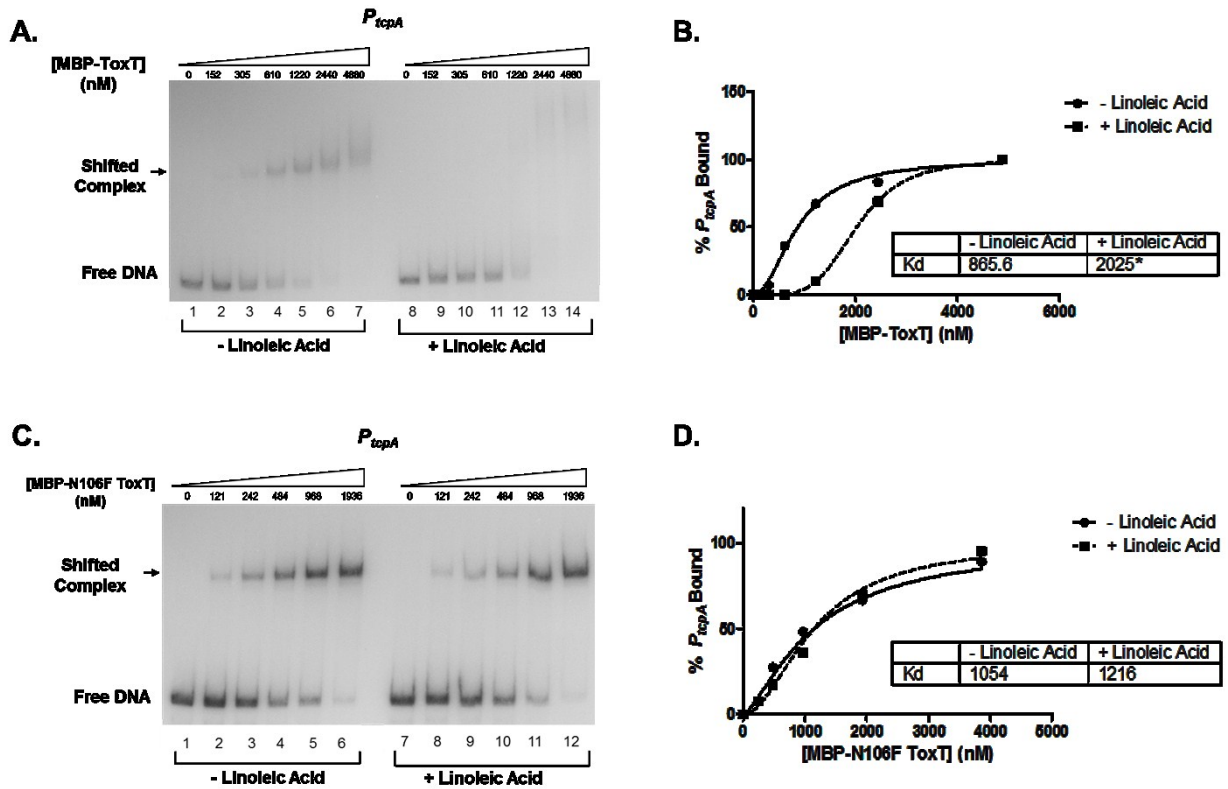 A.
P_tcpA
[MBP-ToxT]
(nM)
0 152 305 610 1220 2440 4880 0 152 305 610 1220 2440 4880
Shifted
Complex
Free DNA
1 2 3 4 5 6 7 8 9 10 11 12 13 14
- Linoleic Acid + Linoleic Acid
B.
150
100
50
0
% P_tcpA Bound
- Linoleic Acid
+ Linoleic Acid
- Linoleic Acid + Linoleic Acid
Kd 865.6 2025*
0 2000 4000 6000
[MBP-ToxT] (nM)
C.
P_tcpA
[MBP-N106F ToxT]
(nM)
0 121 242 484 968 1936 0 121 242 484 968 1936
Shifted
Complex
Free DNA
1 2 3 4 5 6 7 8 9 10 11 12
- Linoleic Acid + Linoleic Acid
D.
100
50
0
% P_tcpA Bound
- Linoleic Acid
+ Linoleic Acid
- Linoleic Acid + Linoleic Acid
Kd 1054 1216
0 1000 2000 3000 4000 5000
[MBP-N106F ToxT] (nM)